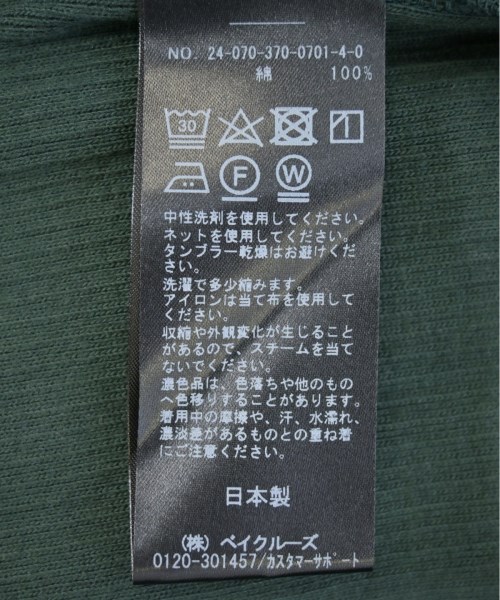 NO. 24-070-370-0701-4-0
綿 100%
30
F W
中性洗剤を使用してください。
ネットを使用してください。
タンブラー乾燥はお避けくだ
さい。
洗濯で多少縮みます。
アイロンは当て布を使用して
ください。
収縮や外観変化が生じること
があるので、スチームを当て
ないでください。
濃色品は、色落ちや他のもの
へ色移りすることがあります。
着用中の摩擦や、汗、水濡れ、
濃淡差があるものとの重ね着
にご注意ください。
日本製
(株) ベイクルーズ
0120-301457/カスタマーサポート